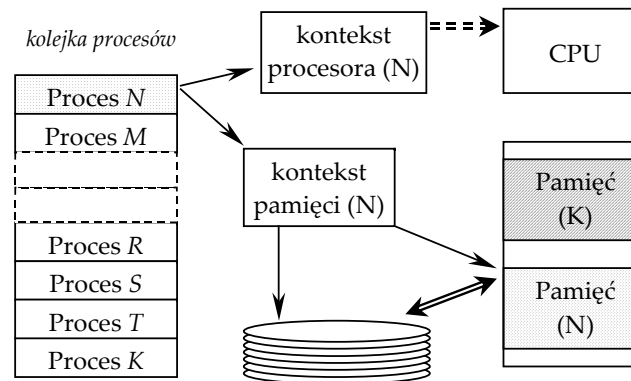 kolejka procesów
kontekst
procesora (N)
CPU
Proces N
Proces M
kontekst
pamięci (N)
Pamięć
(K)
Proces R
Proces S
Proces T
Proces K
Pamięć
(N)